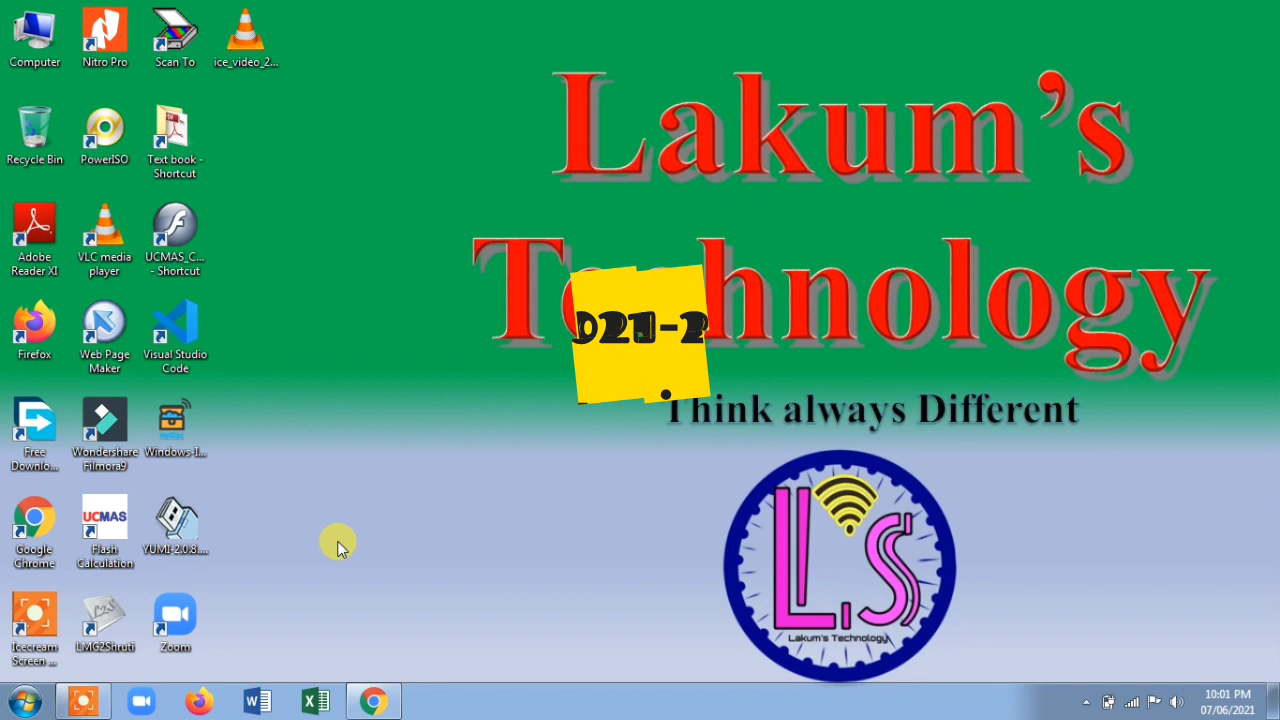 Lakum's
Technology
021-2
Think always Different
L.S
Lakum's Technology
Computer
Nitro Pro
Scan To
ice_video_2...
Recycle Bin
PowerISO
Text book -
Shortcut
Adobe
Reader XI
VLC media
player
UCMAS_C...
- Shortcut
Firefox
Web Page
Maker
Visual Studio
Code
Free
Downlo...
Wondershare
Filmora9
Windows-I...
Google
Chrome
UCMAS
Flash
Calculation
YUMI-2.0.8....
Icecream
Screen ...
LMG2Shruti
Zoom
10:01 PM
07/06/2021